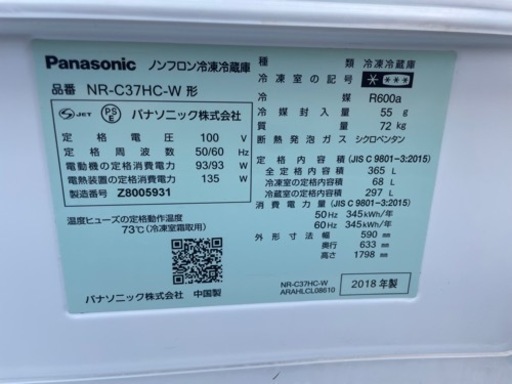 Panasonic ノンフロン冷凍冷蔵庫
品番 NR-C37HC-W 形
JET PS E パナソニック株式会社
定格電圧 100 V
定格周波数 50/60 Hz
電動機の定格消費電力 93/93 W
電熱装置の定格消費電力 135 W
製造番号 Z8005931
温度ヒューズの定格動作温度
73℃(冷凍室霜取用)
パナソニック株式会社 中国製
種類 冷凍冷蔵庫
冷凍室の記号
冷媒 R600a
冷媒封入量 55 g
質量 72 kg
断熱発泡ガス シクロペンタン
定格内容積 (JIS C 9801-3:2015)
全定格内容積 365 L
冷凍室の定格内容積 68 L
冷蔵室の定格内容積 297 L
消費電力量 (JIS C 9801-3:2015)
50 Hz 345 kWh/年
60 Hz 345 kWh/年
外形寸法 幅 590 mm
奥行 633 mm
高さ 1798 mm
NR-C37HC-W
ARAHLCL08610
2018 年製